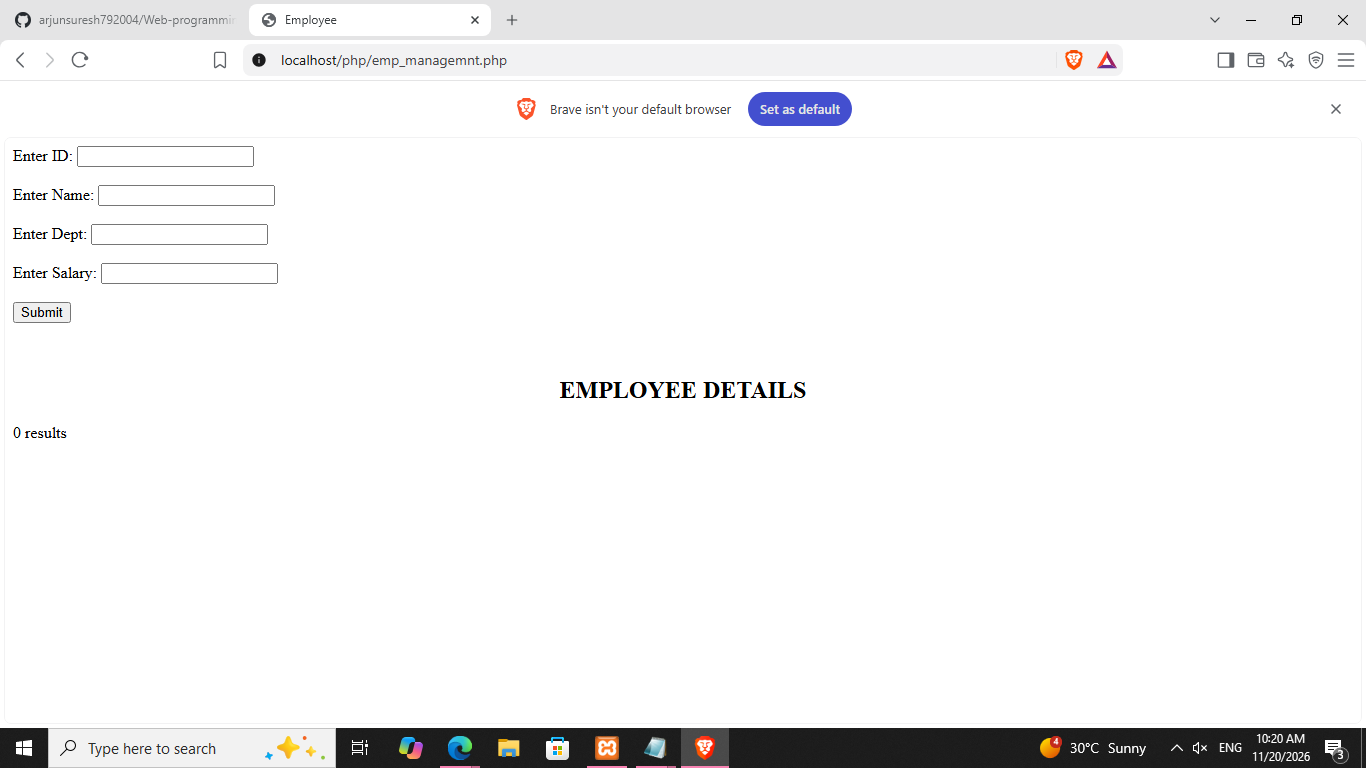 arjunsuresh792004/Web-programmin
Employee
localhost/php/emp_managemnt.php
Brave isn't your default browser
Set as default
Enter ID:
Enter Name:
Enter Dept:
Enter Salary:
Submit
EMPLOYEE DETAILS
0 results
Type here to search
4
30°C Sunny
ENG
10:20 AM
11/20/2026
3